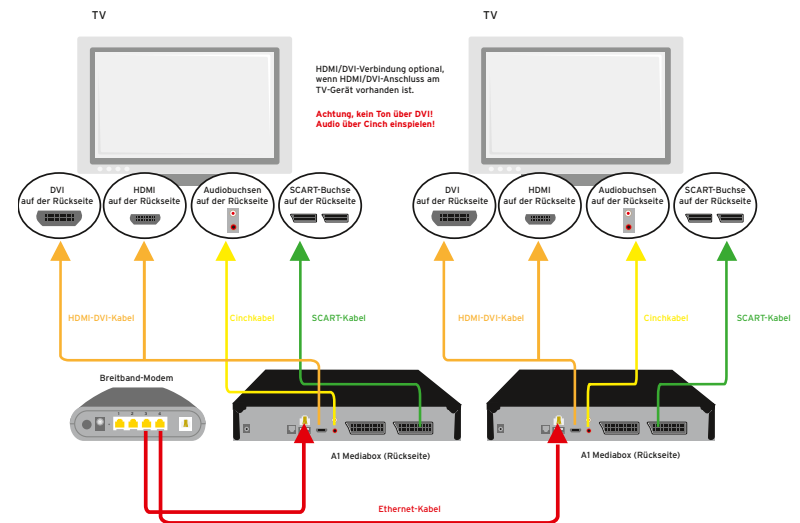 TV
TV
HDMI/DVI-Verbindung optional,
wenn HDMI/DVI-Anschluss am
TV-Gerät vorhanden ist.
Achtung, kein Ton über DVI!
Audio über Cinch einspielen!
DVI
auf der Rückseite
HDMI
auf der Rückseite
Audiobuchsen
auf der Rückseite
SCART-Buchse
auf der Rückseite
DVI
auf der Rückseite
HDMI
auf der Rückseite
Audiobuchsen
auf der Rückseite
SCART-Buchse
auf der Rückseite
HDMI-DVI-Kabel
Cinchkabel
SCART-Kabel
HDMI-DVI-Kabel
Cinchkabel
SCART-Kabel
Breitband-Modem
1 2 3 4
A1 Mediabox (Rückseite)
A1 Mediabox (Rückseite)
Ethernet-Kabel